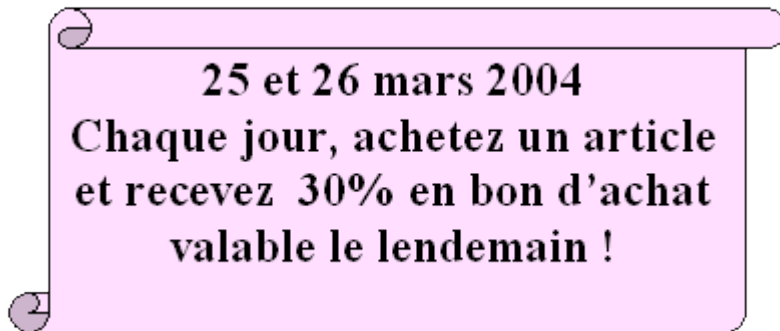 25 et 26 mars 2004
Chaque jour, achetez un article
et recevez  30% en bon d’achat
valable le lendemain !